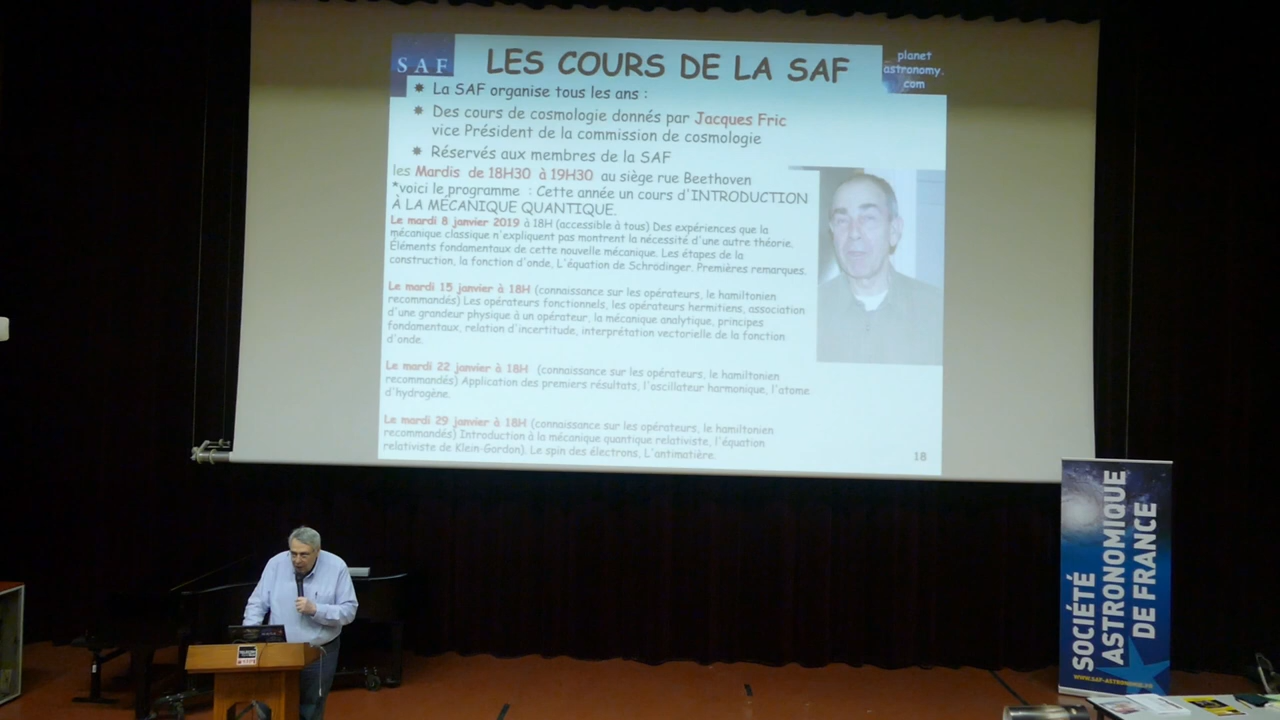 SAF
LES COURS DE LA SAF
planet
astronomy.
com
La SAF organise tous les ans :
Des cours de cosmologie donnés par Jacques Fric
vice Président de la commission de cosmologie
Réservés aux membres de la SAF
les Mardis de 18H30 à 19H30 au siège rue Beethoven
*voici le programme : Cette année un cours d'INTRODUCTION
À LA MÉCANIQUE QUANTIQUE.
Le mardi 8 janvier 2019 à 18H (accessible à tous) Des expériences que la
mécanique classique n'expliquent pas montrent la nécessité d'une autre théorie.
Éléments fondamentaux de cette nouvelle mécanique. Les étapes de la
construction, la fonction d'onde, L'équation de Schrödinger. Premières remarques.
Le mardi 15 janvier à 18H (connaissance sur les opérateurs, le hamiltonien
recommandés) Les opérateurs fonctionnels, les opérateurs hermitiens, association
d'une grandeur physique à un opérateur, la mécanique analytique, principes
fondamentaux, relation d'incertitude, interprétation vectorielle de la fonction
d'onde.
Le mardi 22 janvier à 18H (connaissance sur les opérateurs, le hamiltonien
recommandés) Application des premiers résultats, l'oscillateur harmonique, l'atome
d'hydrogène.
Le mardi 29 janvier à 18H (connaissance sur les opérateurs, le hamiltonien
recommandés) Introduction à la mécanique quantique relativiste, l'équation
relativiste de Klein-Gordon). Le spin des électrons, L'antimatière.
18
SOCIÉTÉ
ASTRONOMIQUE
DE FRANCE
WWW.SAF-ASTRONOMIE.FR